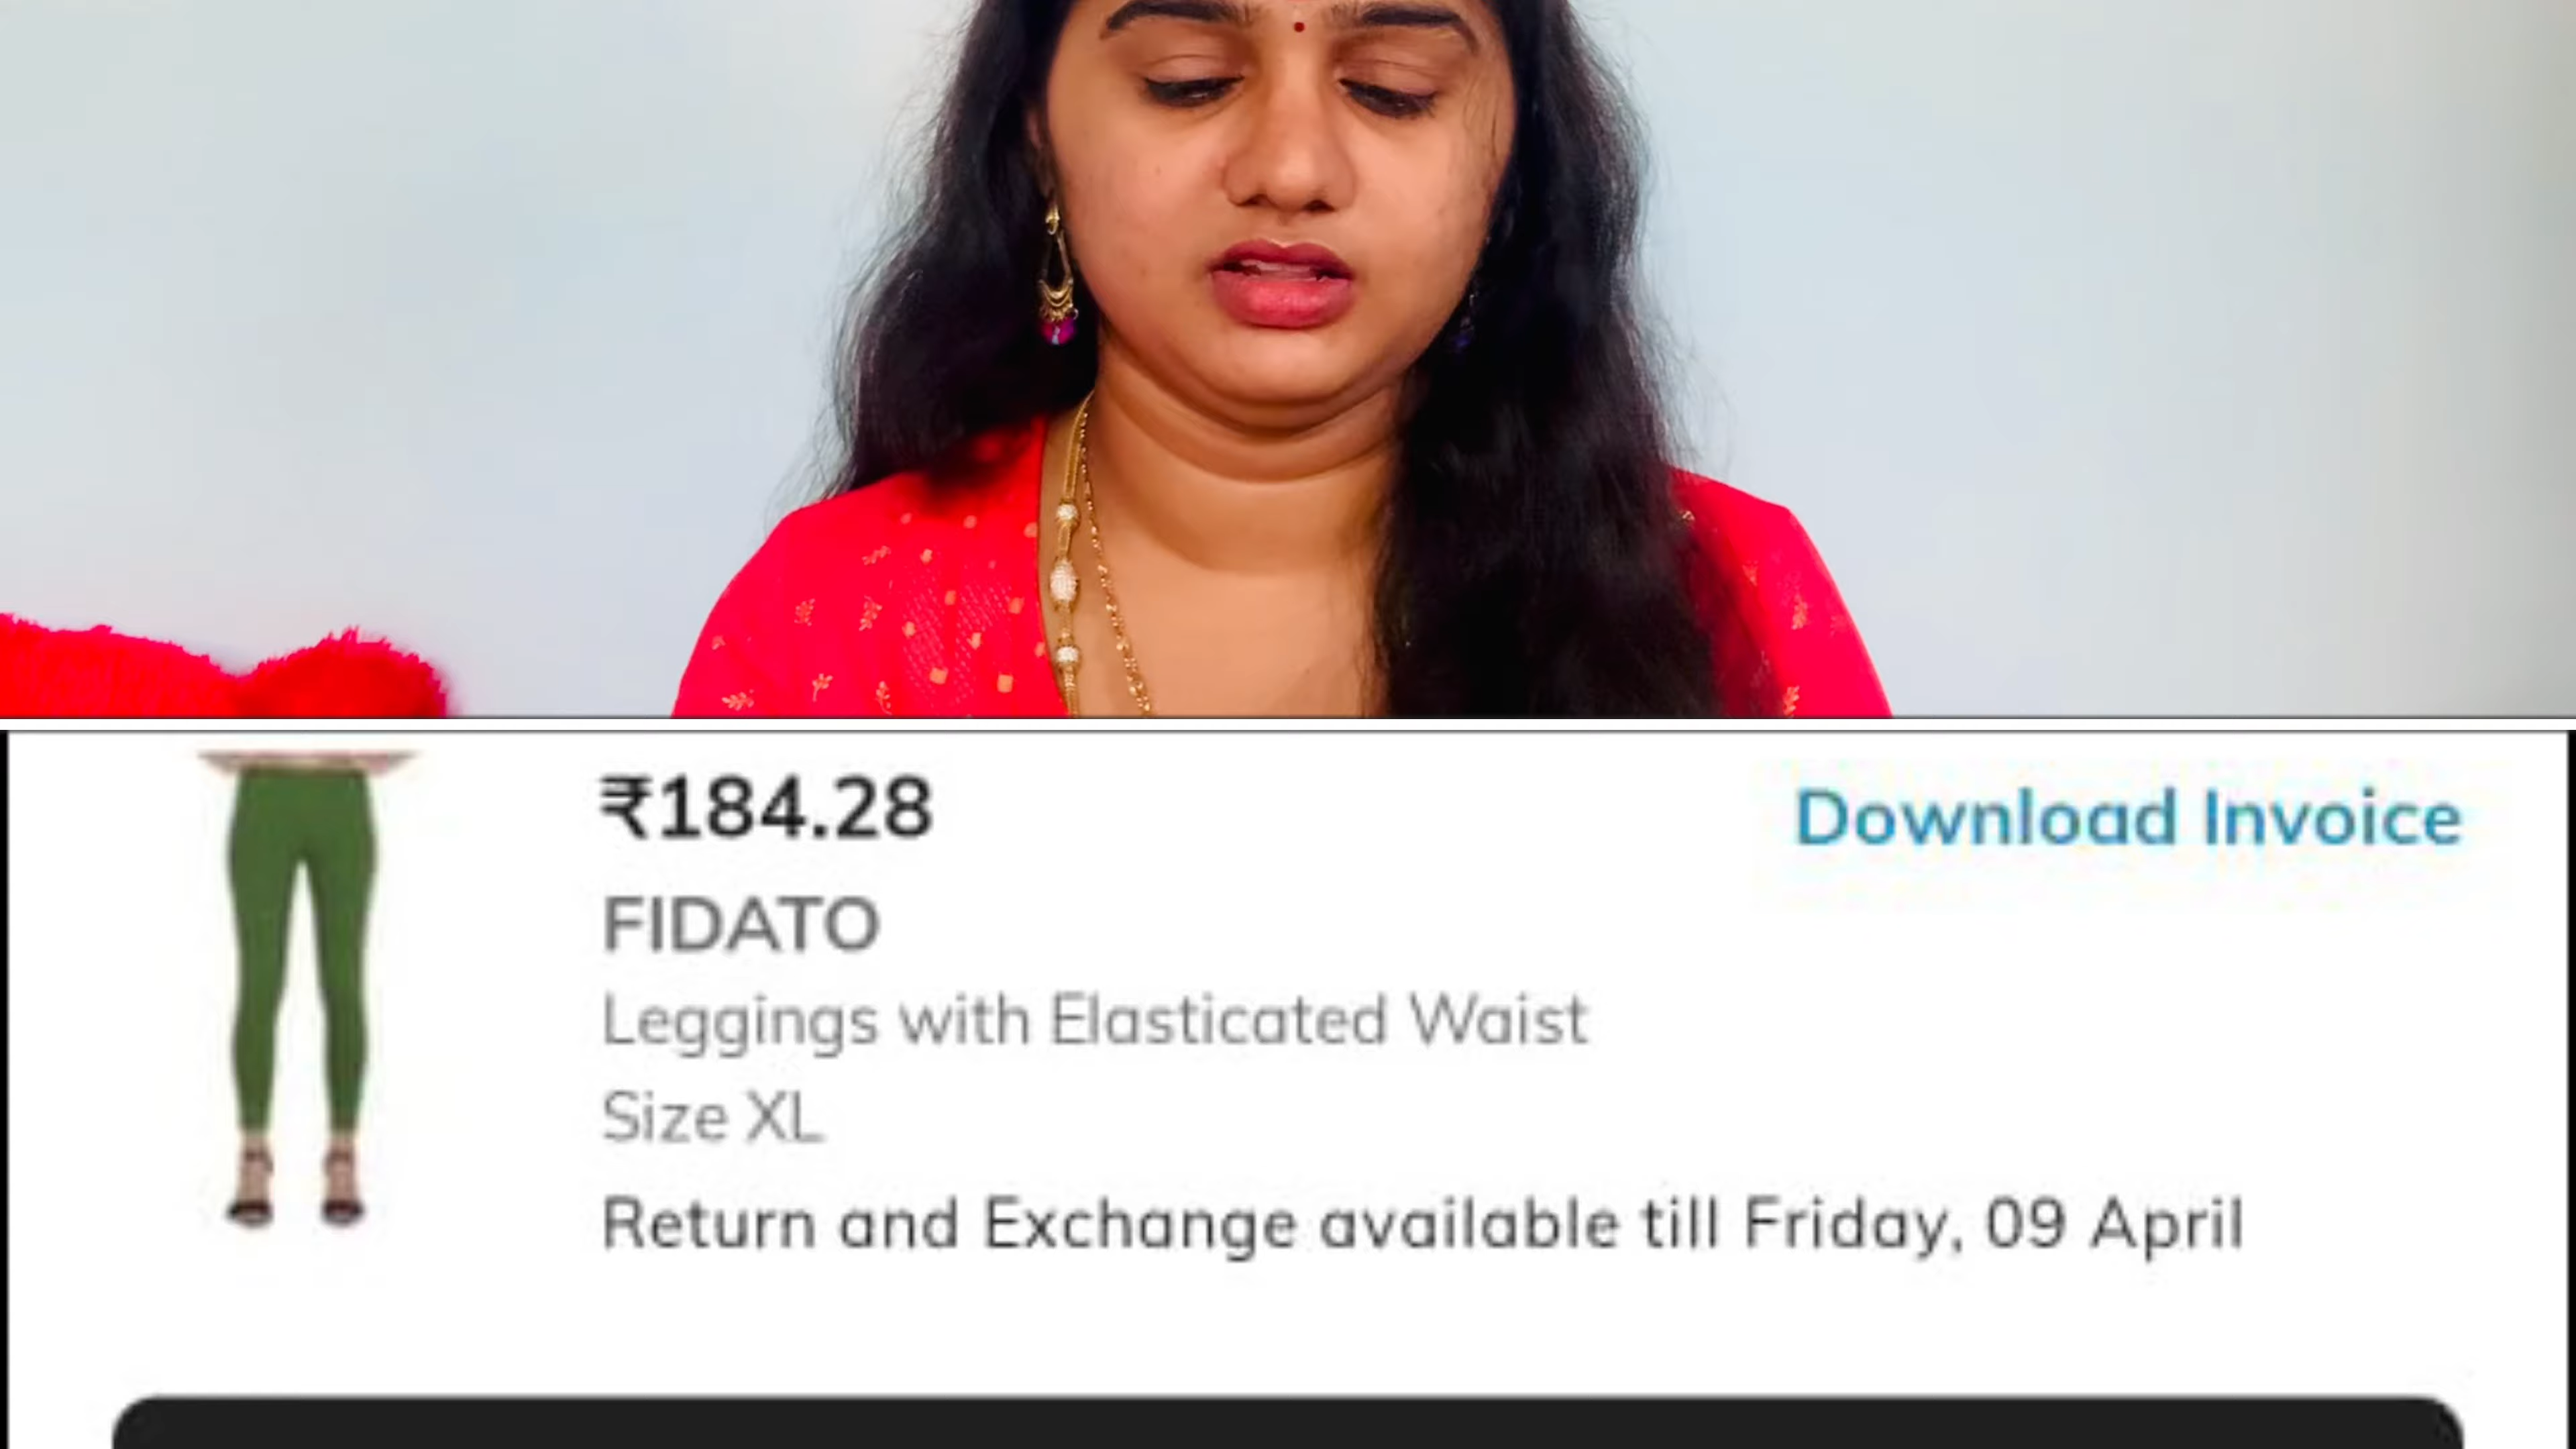 ₹184.28
Download Invoice
FIDATO
Leggings with Elasticated Waist
Size XL
Return and Exchange available till Friday, 09 April